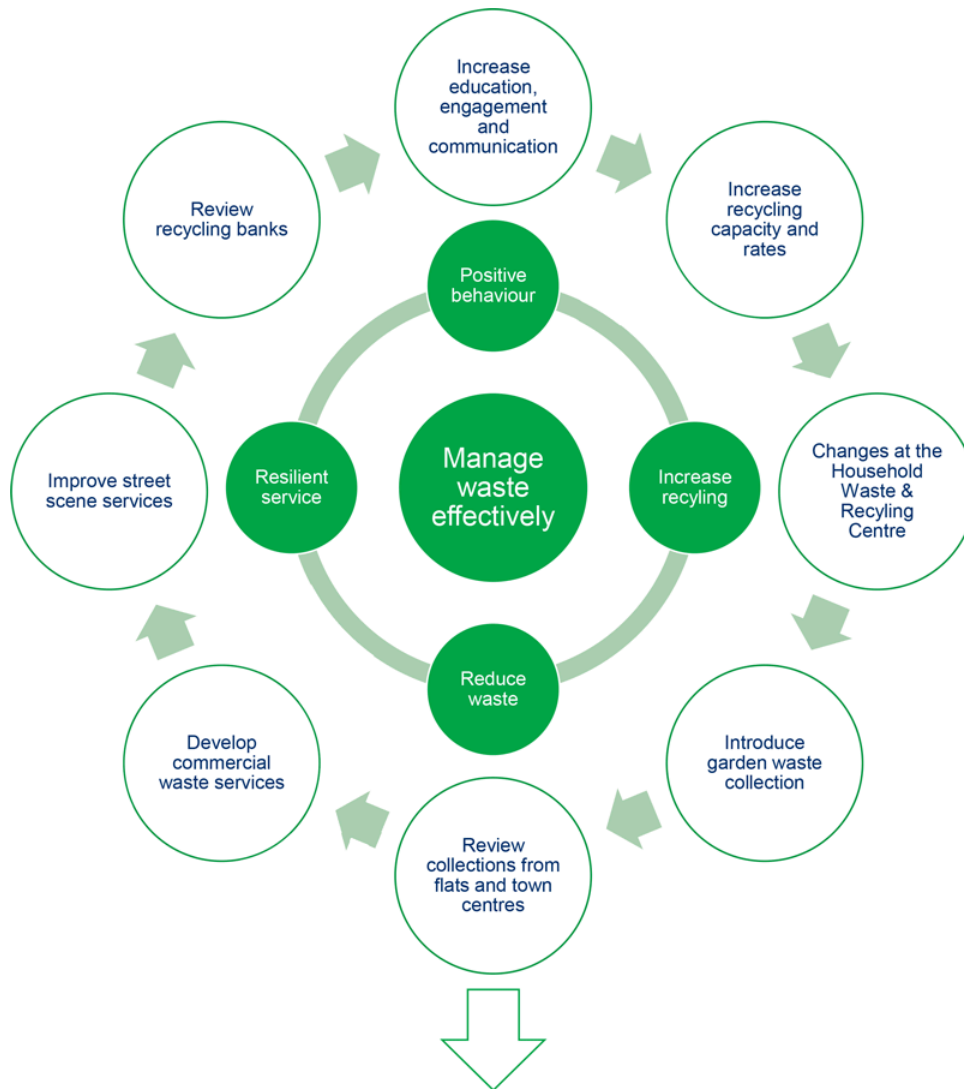 Increase
education,
engagement
and
communication
Increase
recycling
capacity and
rates
Changes at the
Household
Waste &
Recyling
Centre
Introduce
garden waste
collection
Review
collections from
flats and town
centres
Develop
commercial
waste services
Improve street
scene services
Review
recycling banks
Positive
behaviour
Increase
recyling
Reduce
waste
Resilient
service
Manage
waste
effectively